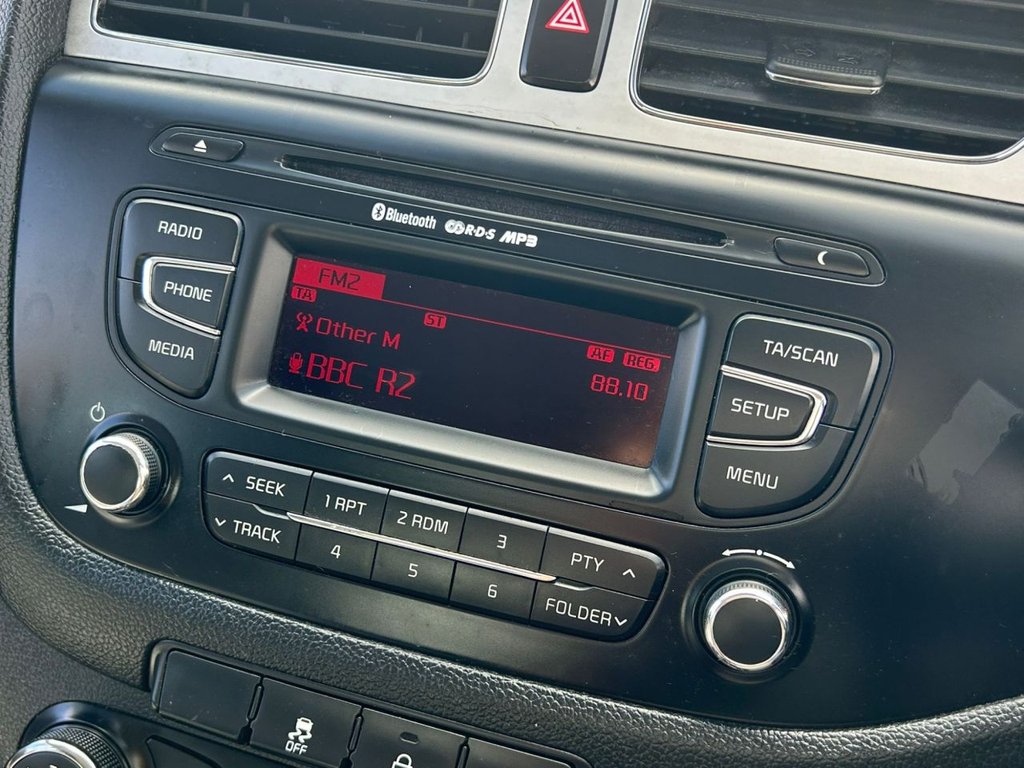 Bluetooth R·D·S MP3
RADIO
PHONE
MEDIA
FM2
TA
ST
Other M
AF REG.
BBC R2
88.10
TA/SCAN
SETUP
MENU
SEEK
TRACK
1 RPT
2 RDM
3
4
5
6
PTY
FOLDER
OFF